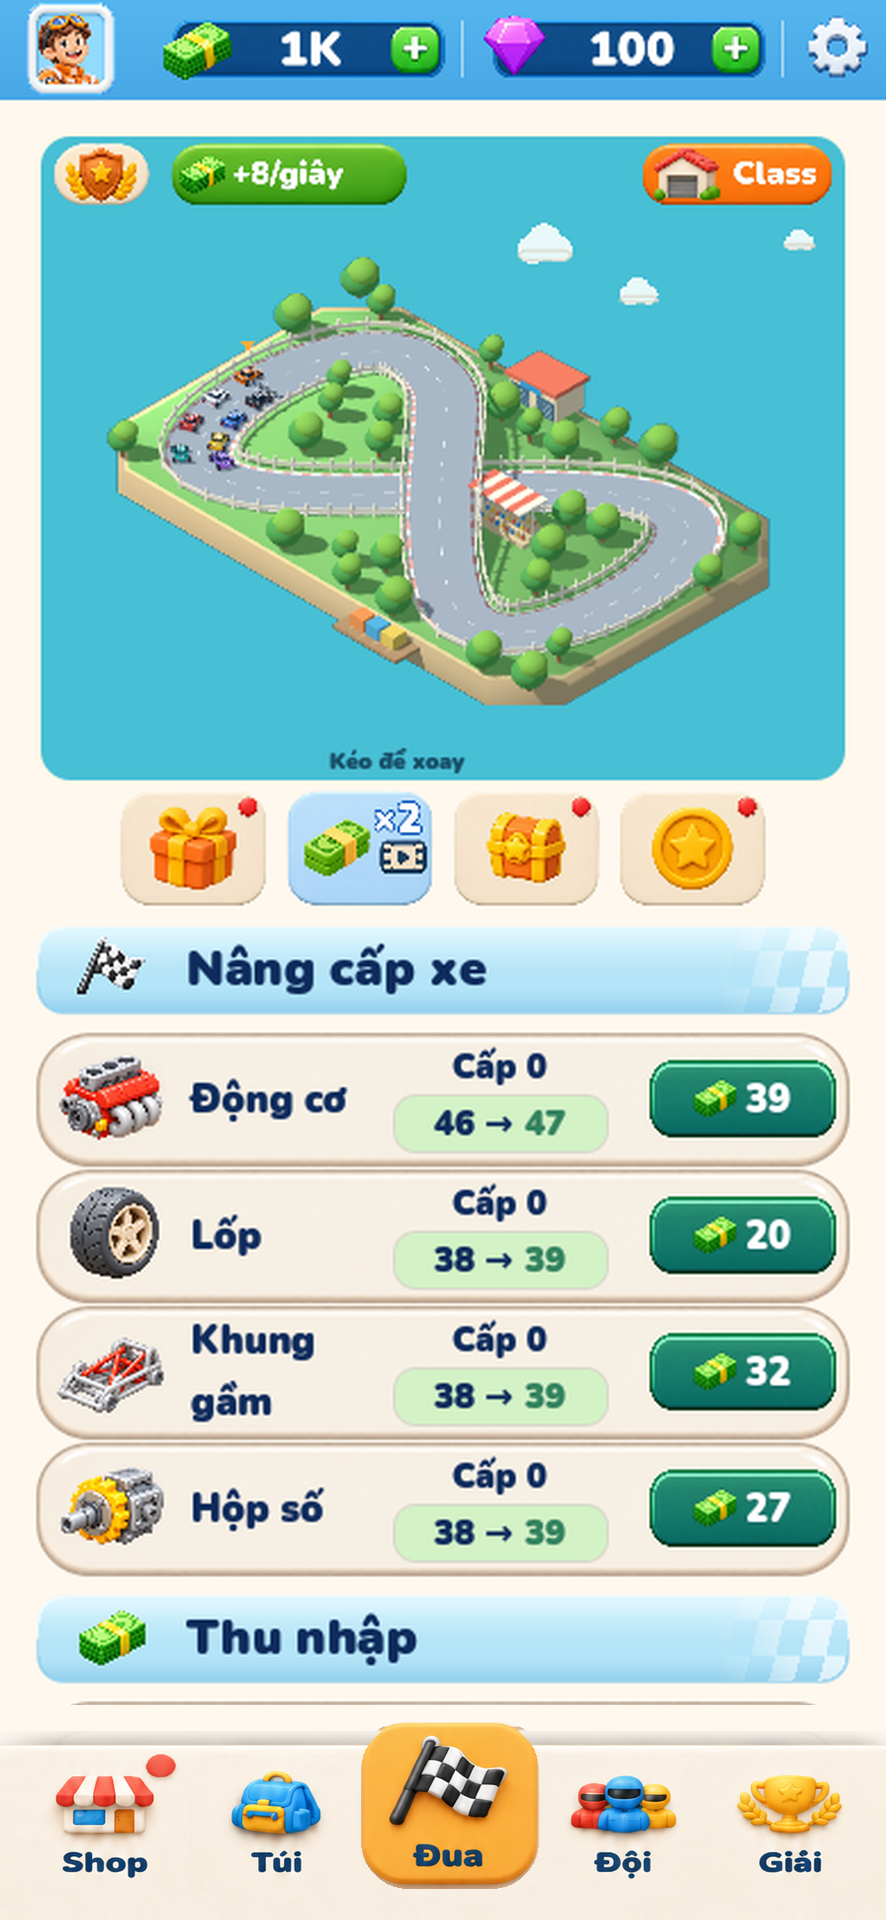 1K
100
+8/giây
Class
Kéo để xoay
×2
Nâng cấp xe
Động cơ
Cấp 0
46 → 47
39
Lốp
Cấp 0
38 → 39
20
Khung
gầm
Cấp 0
38 → 39
32
Hộp số
Cấp 0
38 → 39
27
Thu nhập
Shop
Túi
Đua
Đội
Giải